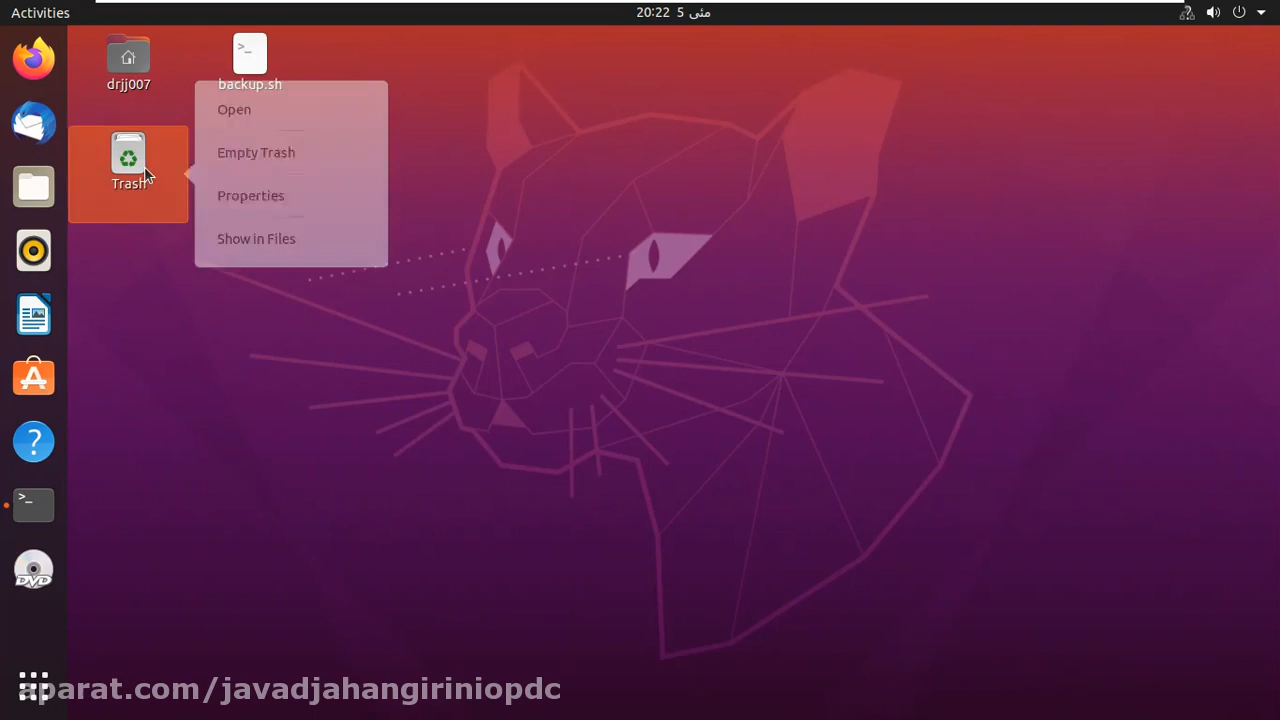 Activities
20:22 5 مئی
drjj007
backup.sh
Open
Empty Trash
Trash
Properties
Show in Files
DVD
aparat.com/javadjahangiriniopdc